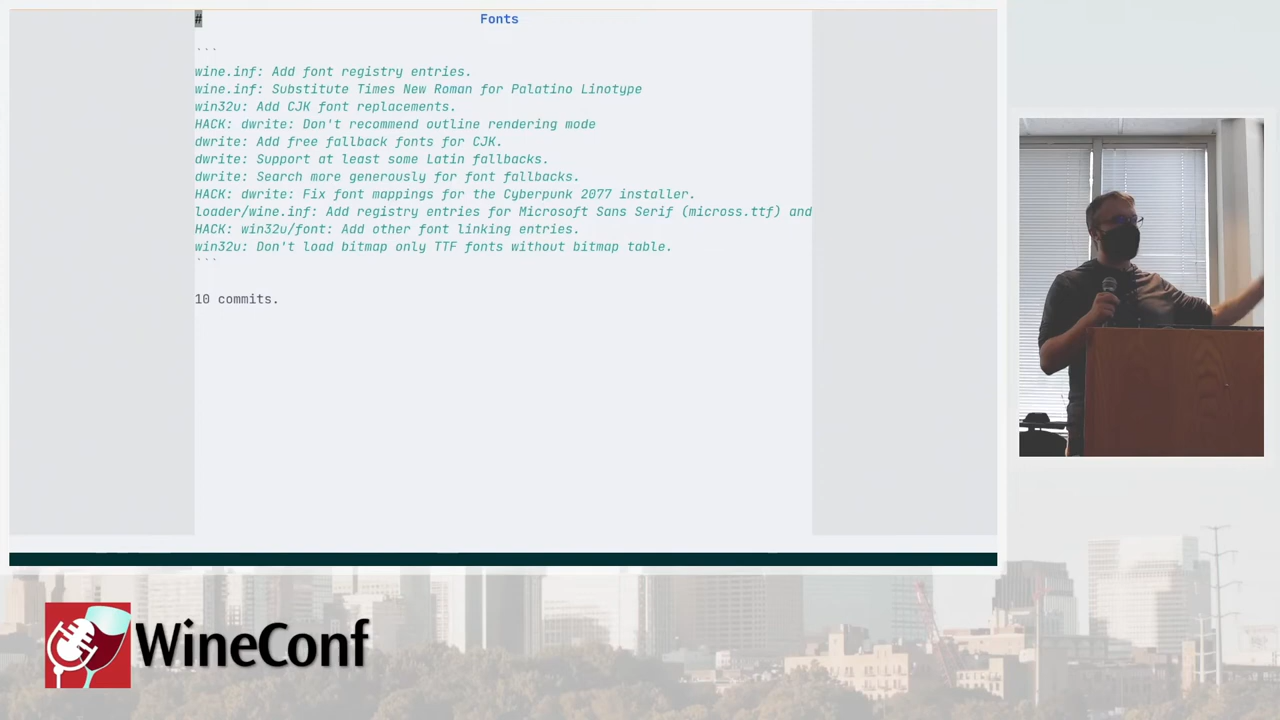 # Fonts
```
wine.inf: Add font registry entries.
wine.inf: Substitute Times New Roman for Palatino Linotype
win32u: Add CJK font replacements.
HACK: dwrite: Don't recommend outline rendering mode
dwrite: Add free fallback fonts for CJK.
dwrite: Support at least some Latin fallbacks.
dwrite: Search more generously for font fallbacks.
HACK: dwrite: Fix font mappings for the Cyberpunk 2077 installer.
loader/wine.inf: Add registry entries for Microsoft Sans Serif (micross.ttf) and
HACK: win32u/font: Add other font linking entries.
win32u: Don't load bitmap only TTF fonts without bitmap table.
```
10 commits.
WineConf